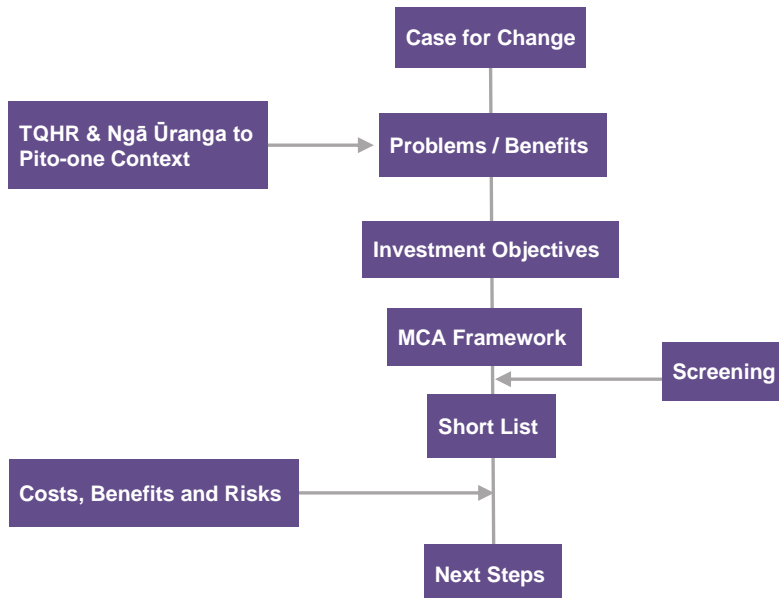 Case for Change
TQHR & Ngā Ūranga to
Pito-one Context
Problems / Benefits
Investment Objectives
MCA Framework
Screening
Short List
Costs, Benefits and Risks
Next Steps